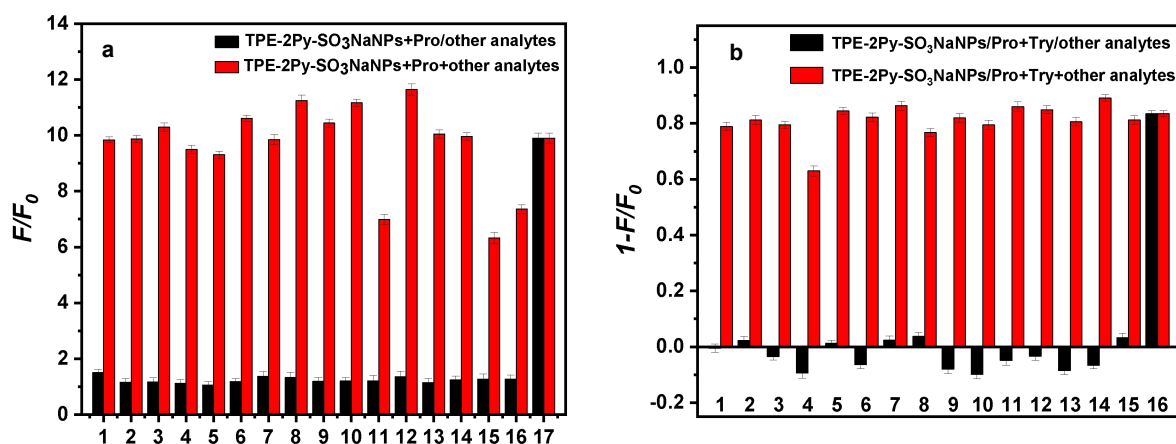 a
TPE-2Py-SO₃NaNPs+Pro/other analytes
TPE-2Py-SO₃NaNPs+Pro+other analytes
F/F₀
14
12
10
8
6
4
2
0
1 2 3 4 5 6 7 8 9 10 11 12 13 14 15 16 17
b
TPE-2Py-SO₃NaNPs/Pro+Try/other analytes
TPE-2Py-SO₃NaNPs/Pro+Try+other analytes
1-F/F₀
1.0
0.8
0.6
0.4
0.2
0.0
-0.2
1 2 3 4 5 6 7 8 9 10 11 12 13 14 15 16